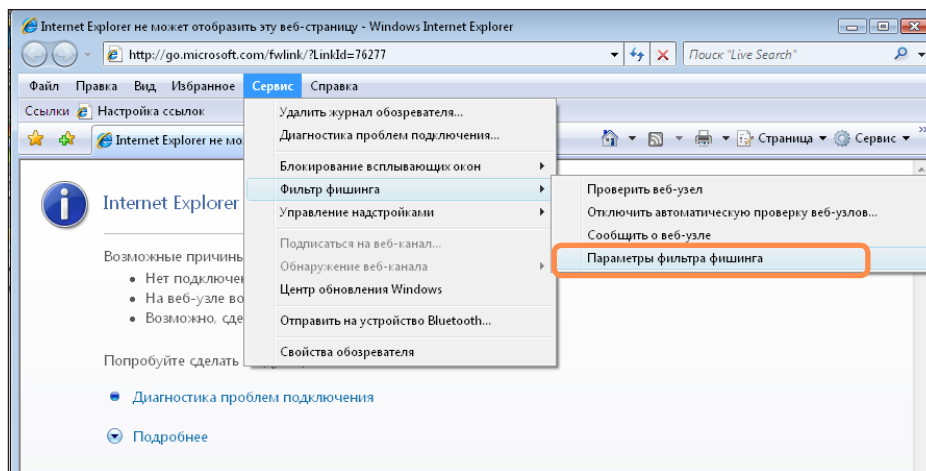 Internet Explorer не может отобразить эту веб-страницу - Windows Internet Explorer
http://go.microsoft.com/fwlink/?LinkId=76277
Поиск "Live Search"
Файл Правка Вид Избранное Сервис Справка
Ссылки Настройка ссылок
Internet Explorer не мо
Страница Сервис
Удалить журнал обозревателя...
Диагностика проблем подключения...
Блокирование всплывающих окон
Фильтр фишинга
Управление надстройками
Подписаться на веб-канал...
Обнаружение веб-канала
Центр обновления Windows
Отправить на устройство Bluetooth...
Свойства обозревателя
Проверить веб-узел
Отключить автоматическую проверку веб-узлов...
Сообщить о веб-узле
Параметры фильтра фишинга
Internet Explorer
Возможные причины
Нет подключе
На веб-узле во
Возможно, сде
Попробуйте сделать
Диагностика проблем подключения
Подробнее